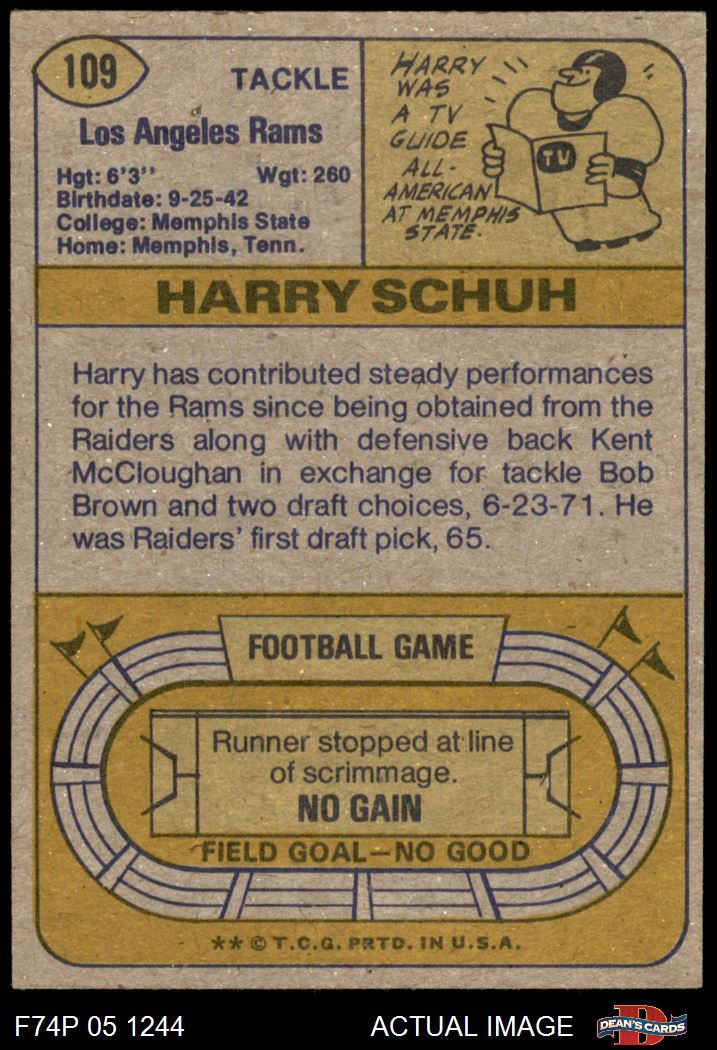 109
TACKLE
Los Angeles Rams
Hgt: 6'3'' Wgt: 260
Birthdate: 9-25-42
College: Memphis State
Home: Memphis, Tenn.
HARRY
WAS
A TV
GUIDE
ALL-
AMERICAN
AT MEMPHIS
STATE.
TV
HARRY SCHUH
Harry has contributed steady performances
for the Rams since being obtained from the
Raiders along with defensive back Kent
McCloughan in exchange for tackle Bob
Brown and two draft choices, 6-23-71. He
was Raiders' first draft pick, 65.
FOOTBALL GAME
Runner stopped at line
of scrimmage.
NO GAIN
FIELD GOAL—NO GOOD
** © T.C.G. PRTD. IN U.S.A.
F74P 05 1244 ACTUAL IMAGE
D
DEAN'S CARDS